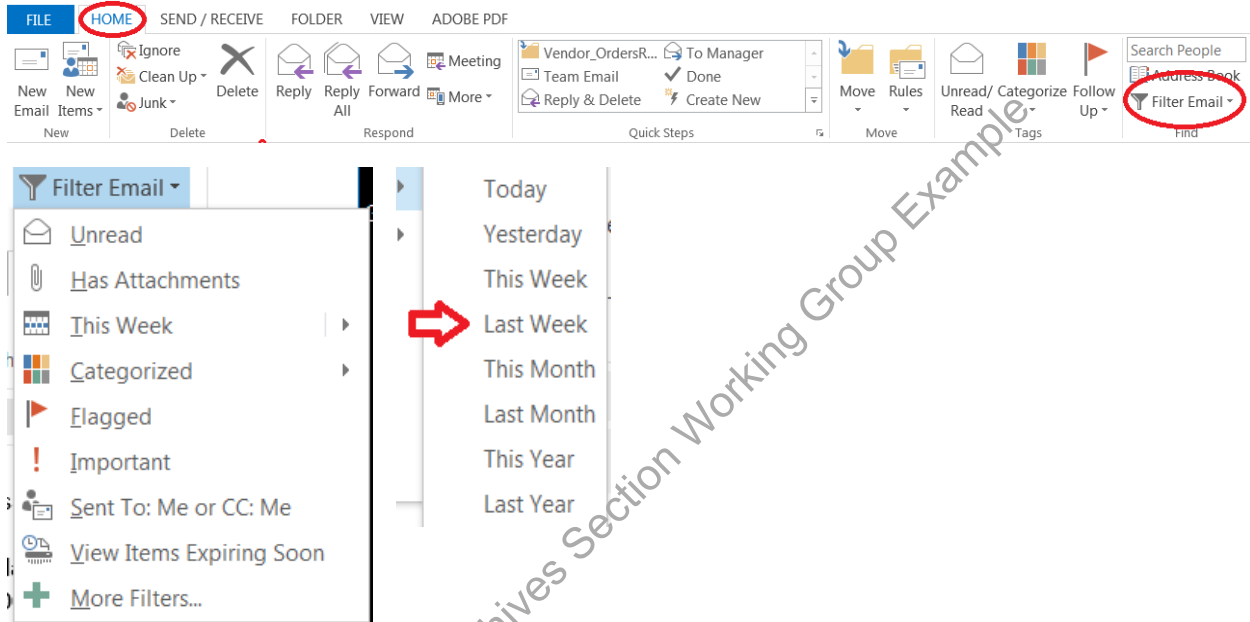 FILE HOME SEND / RECEIVE FOLDER VIEW ADOBE PDF
New Email
New Items
Ignore
Clean Up
Junk
Delete
Reply
Reply All
Forward
Meeting
More
Vendor_OrdersR... To Manager
Team Email Done
Reply & Delete Create New
Move
Rules
Unread/ Read
Categorize
Follow Up
Search People
Address Book
Filter Email
New Delete Respond Quick Steps Move Tags Find
Filter Email
Unread
Has Attachments
This Week
Categorized
Flagged
Important
Sent To: Me or CC: Me
View Items Expiring Soon
More Filters...
Today
Yesterday
This Week
Last Week
This Month
Last Month
This Year
Last Year
Section Working Group Example